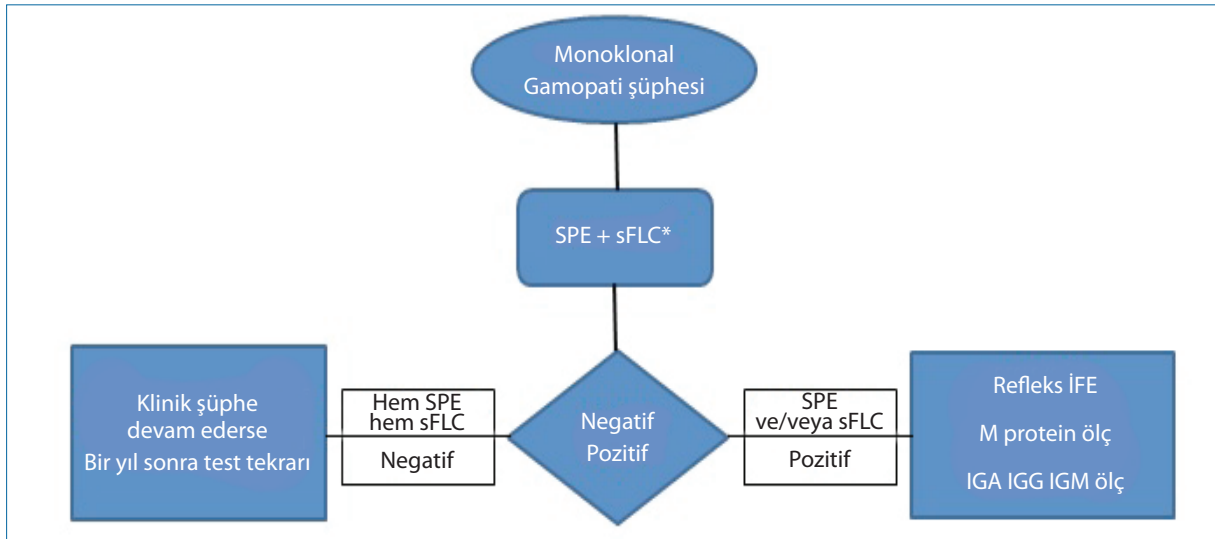 Monoklonal
Gamopati şüphesi
SPE + sFLC*
Klinik şüphe
devam ederse
Bir yıl sonra test tekrarı
Hem SPE
hem sFLC
Negatif
Negatif
Pozitif
SPE
ve/veya sFLC
Pozitif
Refleks İFE
M protein ölç
IGA IGG IGM ölç